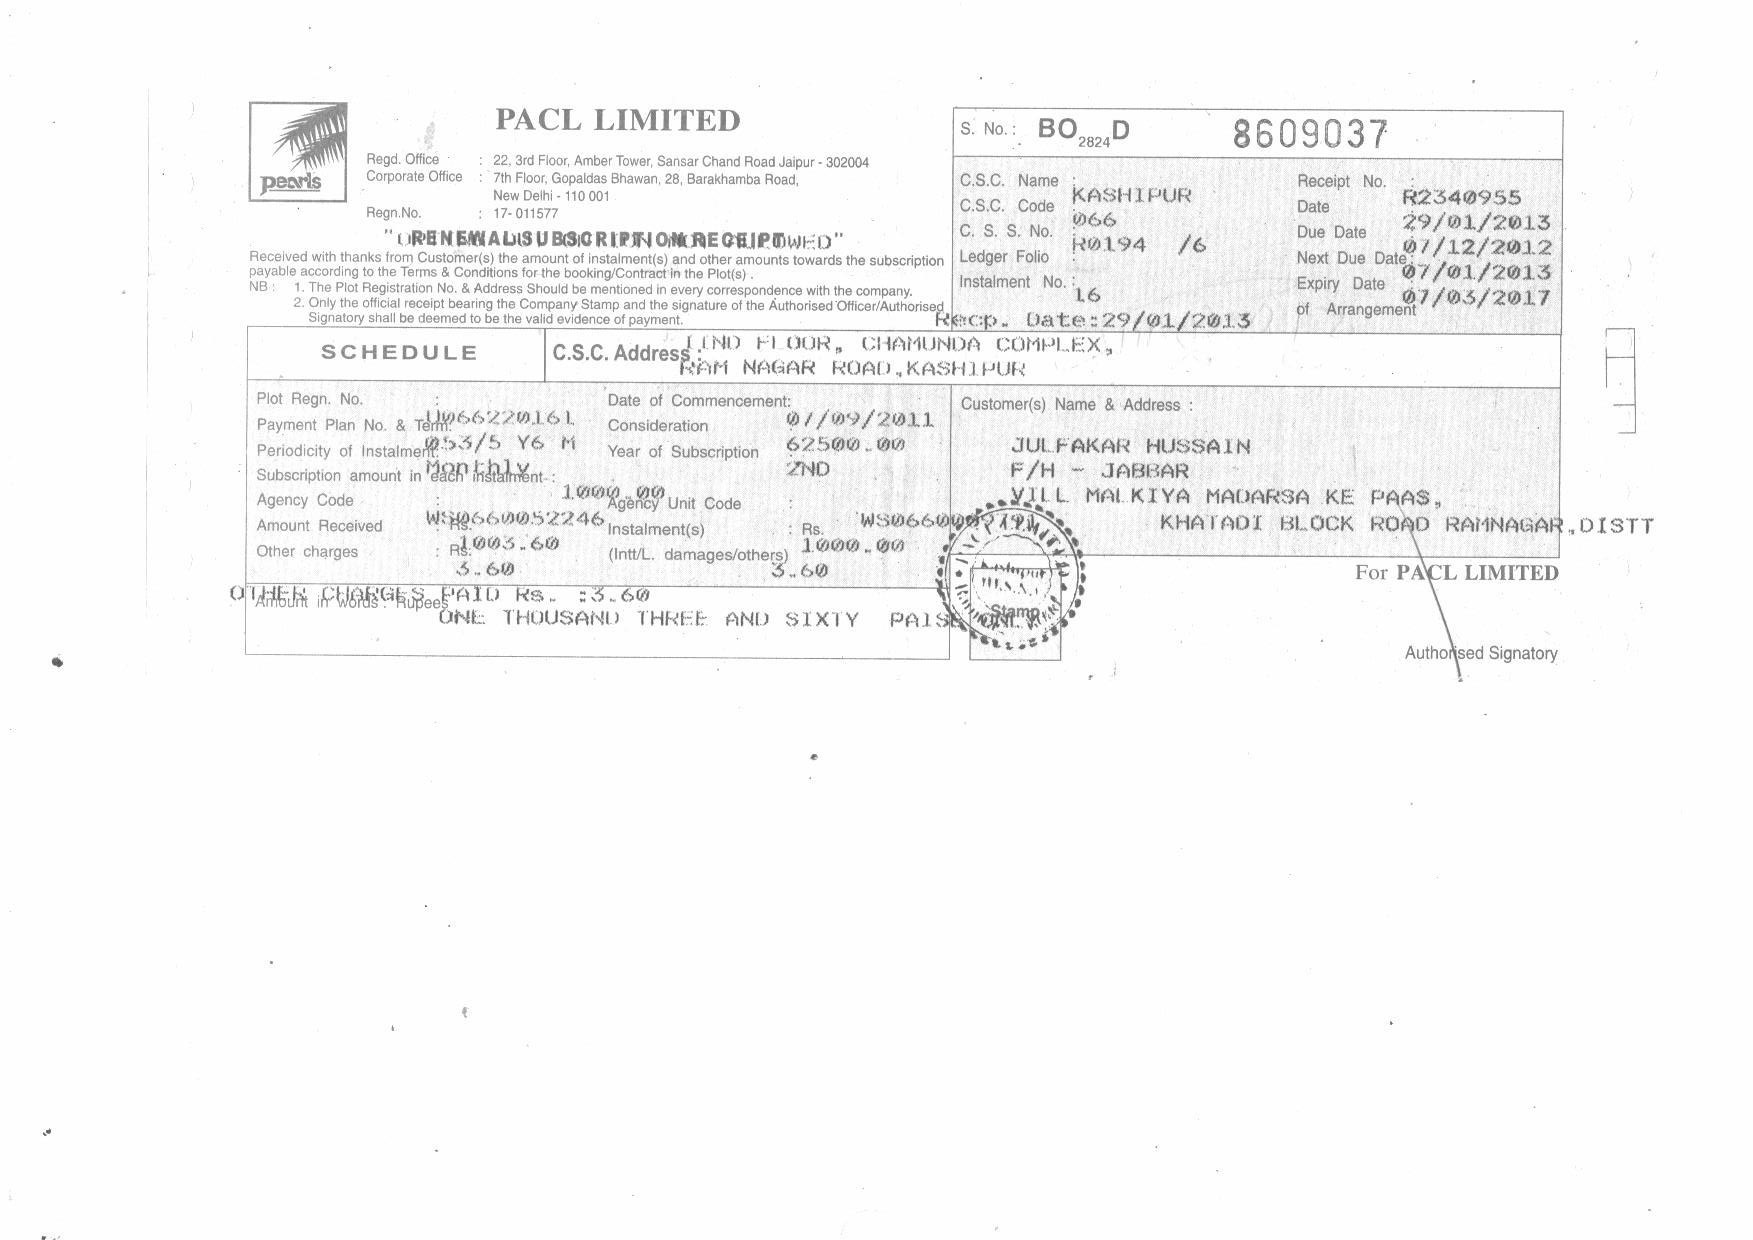 PACL LIMITED
pearls
Regd. Office : 22, 3rd Floor, Amber Tower, Sansar Chand Road Jaipur - 302004
Corporate Office : 7th Floor, Gopaldas Bhawan, 28, Barakhamba Road,
New Delhi - 110 001
Regn.No. : 17- 011577
RENEWAL SUBSCRIPTION RECEIPT
Received with thanks from Customer(s) the amount of instalment(s) and other amounts towards the subscription
payable according to the Terms & Conditions for the booking/Contract in the Plot(s) .
NB : 1. The Plot Registration No. & Address Should be mentioned in every correspondence with the company.
2. Only the official receipt bearing the Company Stamp and the signature of the Authorised Officer/Authorised
Signatory shall be deemed to be the valid evidence of payment.
S. No. : BO 2824 D 8609037
C.S.C. Name : KASHIPUR
C.S.C. Code : 066
C. S. S. No. : R0194 /6
Ledger Folio :
Instalment No. : 16
Receipt No. : R2340955
Date 29/01/2013
Due Date 07/12/2012
Next Due Date: 07/01/2013
Expiry Date 07/03/2017
of Arrangement
Recp. Date:29/01/2013
SCHEDULE
C.S.C. Address : IIND FLOOR, CHAMUNDA COMPLEX,
RAM NAGAR ROAD,KASHIPUR
Plot Regn. No. : U066220161
Payment Plan No. & Term: 053/5 Y6 M
Periodicity of Instalment: Monthly
Subscription amount in each instalment : 1000.00
Agency Code : WS0660052246
Amount Received : Rs. 1003.60
Other charges : Rs. 3.60
Date of Commencement: 07/09/2011
Consideration 62500.00
Year of Subscription 2ND
Agency Unit Code :
Instalment(s) : Rs. 1000.00
(Intt/L. damages/others) 3.60
Customer(s) Name & Address :
JULFAKAR HUSSAIN
F/H - JABBAR
VILL MALKIYA MADARSA KE PAAS,
KHATADI BLOCK ROAD RAMNAGAR,DISTT
OTHER CHARGES PAID Rs. :3.60
Amount in Words : Rupees
ONE THOUSAND THREE AND SIXTY
Stamp
For PACL LIMITED
Authorised Signatory